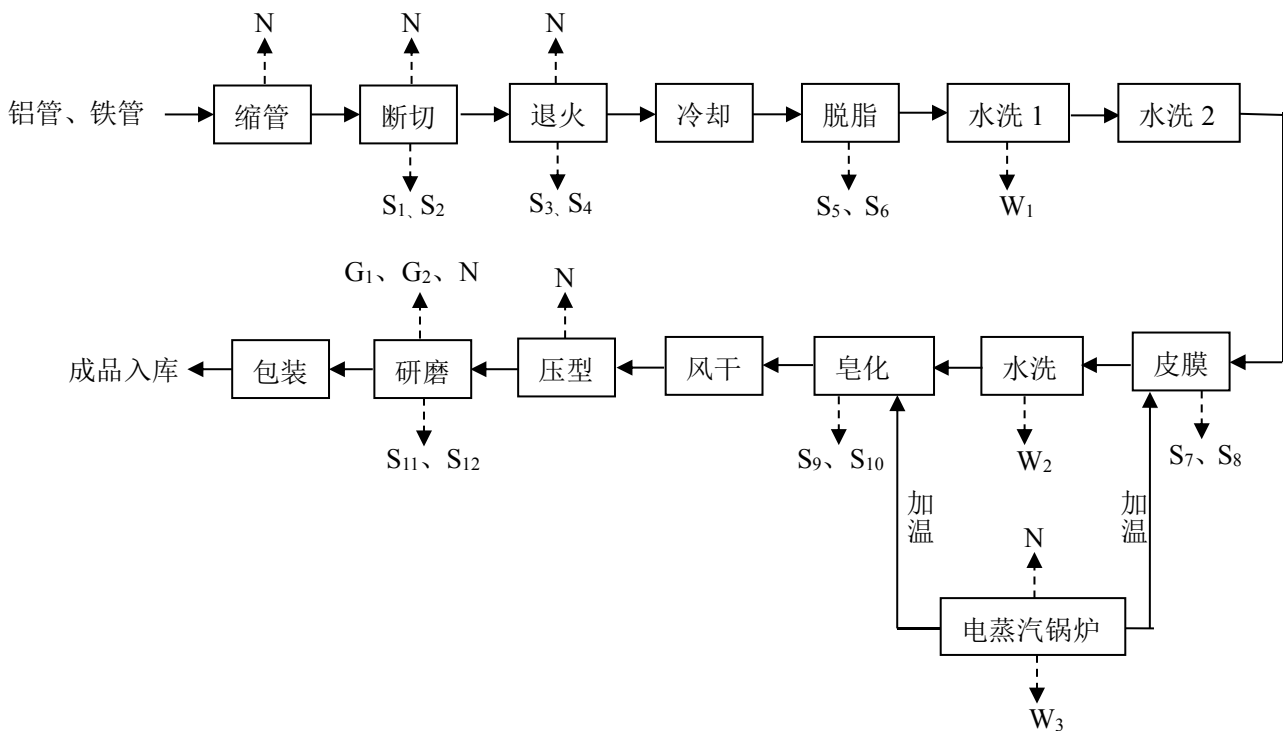 N N N
铝管、铁管 缩管 断切 退火 冷却 脱脂 水洗 1 水洗 2
S₁、S₂ S₃、S₄ S₅、S₆ W₁
G₁、G₂、N N
成品入库 包装 研磨 压型 风干 皂化 水洗 皮膜
S₁₁、S₁₂ S₉、S₁₀ W₂ S₇、S₈
加温 加温
N
电蒸汽锅炉
W₃